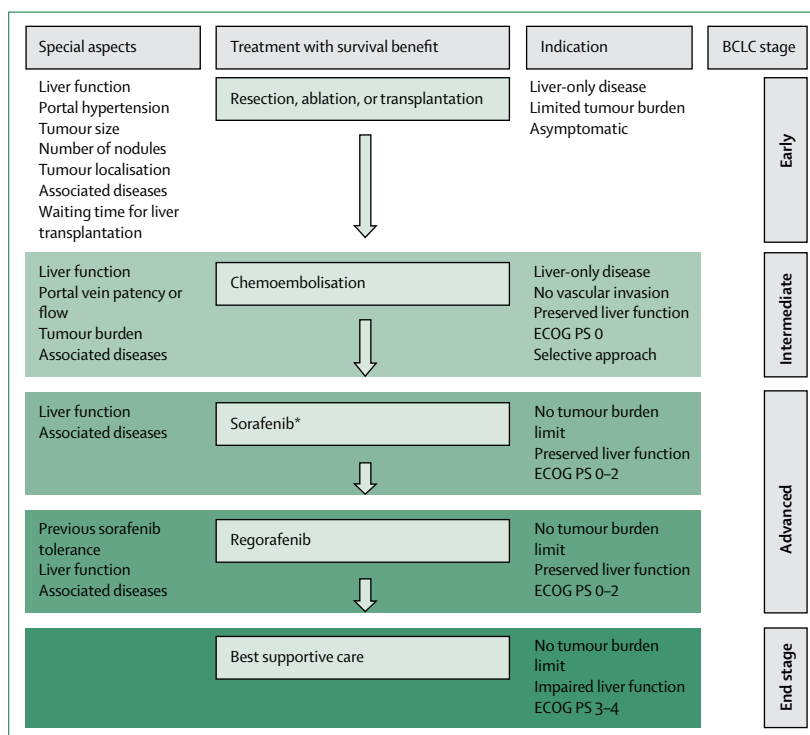 Special aspects
Treatment with survival benefit
Indication
BCLC stage
Liver function
Portal hypertension
Tumour size
Number of nodules
Tumour localisation
Associated diseases
Waiting time for liver
transplantation
Resection, ablation, or transplantation
Liver-only disease
Limited tumour burden
Asymptomatic
Early
Liver function
Portal vein patency or
flow
Tumour burden
Associated diseases
Chemoembolisation
Liver-only disease
No vascular invasion
Preserved liver function
ECOG PS 0
Selective approach
Intermediate
Liver function
Associated diseases
Sorafenib*
No tumour burden
limit
Preserved liver function
ECOG PS 0–2
Advanced
Previous sorafenib
tolerance
Liver function
Associated diseases
Regorafenib
No tumour burden
limit
Preserved liver function
ECOG PS 0–2
Best supportive care
No tumour burden
limit
Impaired liver function
ECOG PS 3–4
End stage